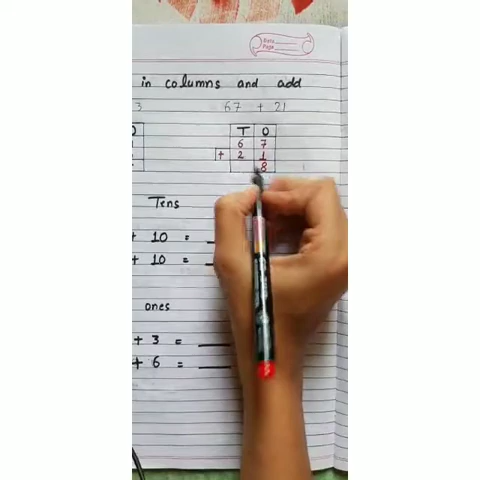 Date
Page
in columns and add
3 67 + 21
T O
6 7
+ 2 1
8
Tens
+ 10 =
+ 10 =
ones
+ 3 =
+ 6 =